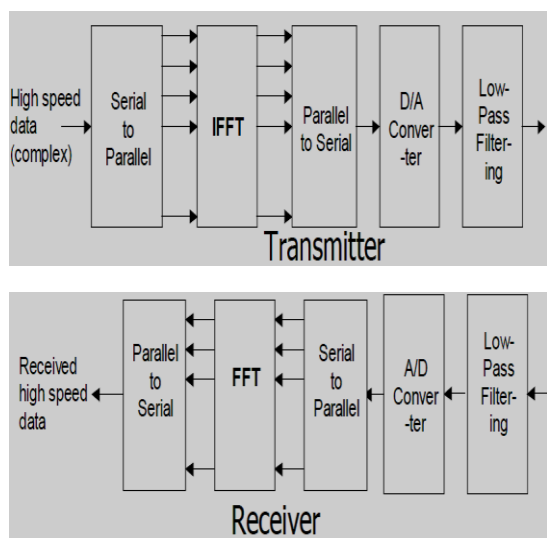 High speed
data
(complex)
Serial
to
Parallel
IFFT
Parallel
to Serial
D/A
Conver
-ter
Low-
Pass
Filter-
ing
Transmitter
Received
high speed
data
Parallel
to
Serial
FFT
Serial
to
Parallel
A/D
Conver
-ter
Low-
Pass
Filter-
ing
Receiver